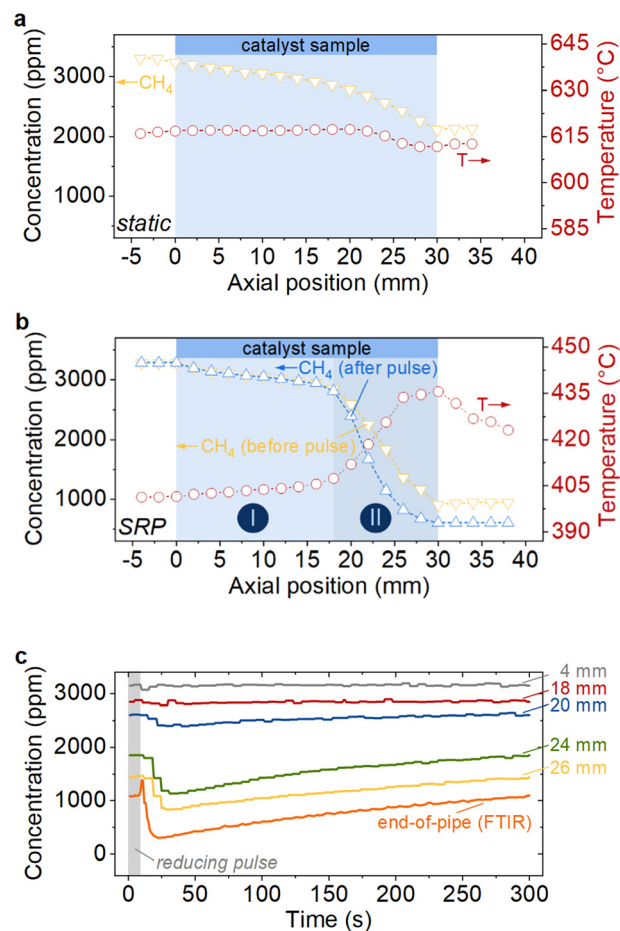 a
catalyst sample
3000
2000
1000
Concentration (ppm)
CH₄
static
T
645
630
615
600
585
Temperature (°C)
-5 0 5 10 15 20 25 30 35 40
Axial position (mm)
b
catalyst sample
3000
2000
1000
Concentration (ppm)
CH₄ (after pulse)
CH₄ (before pulse)
T
SRP
I
II
450
435
420
405
390
Temperature (°C)
-5 0 5 10 15 20 25 30 35 40
Axial position (mm)
c
3000
2000
1000
0
Concentration (ppm)
4 mm
18 mm
20 mm
24 mm
26 mm
end-of-pipe (FTIR)
reducing pulse
0 50 100 150 200 250 300
Time (s)